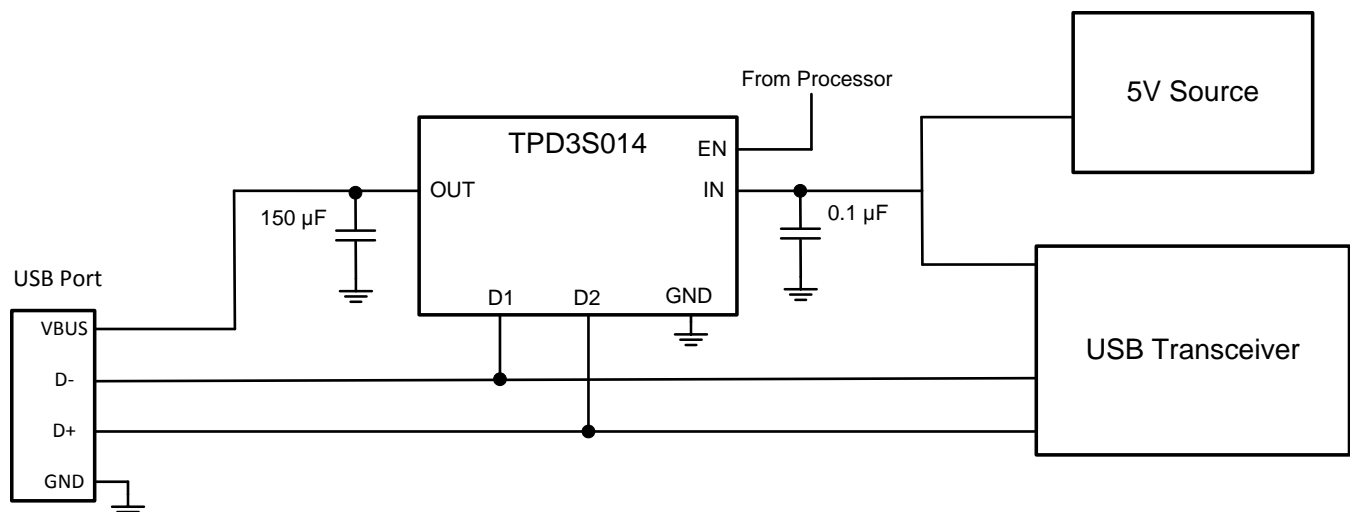 From Processor
5V Source
TPD3S014
EN
OUT
IN
150 µF
0.1 µF
USB Port
D1
D2
GND
VBUS
USB Transceiver
D-
D+
GND